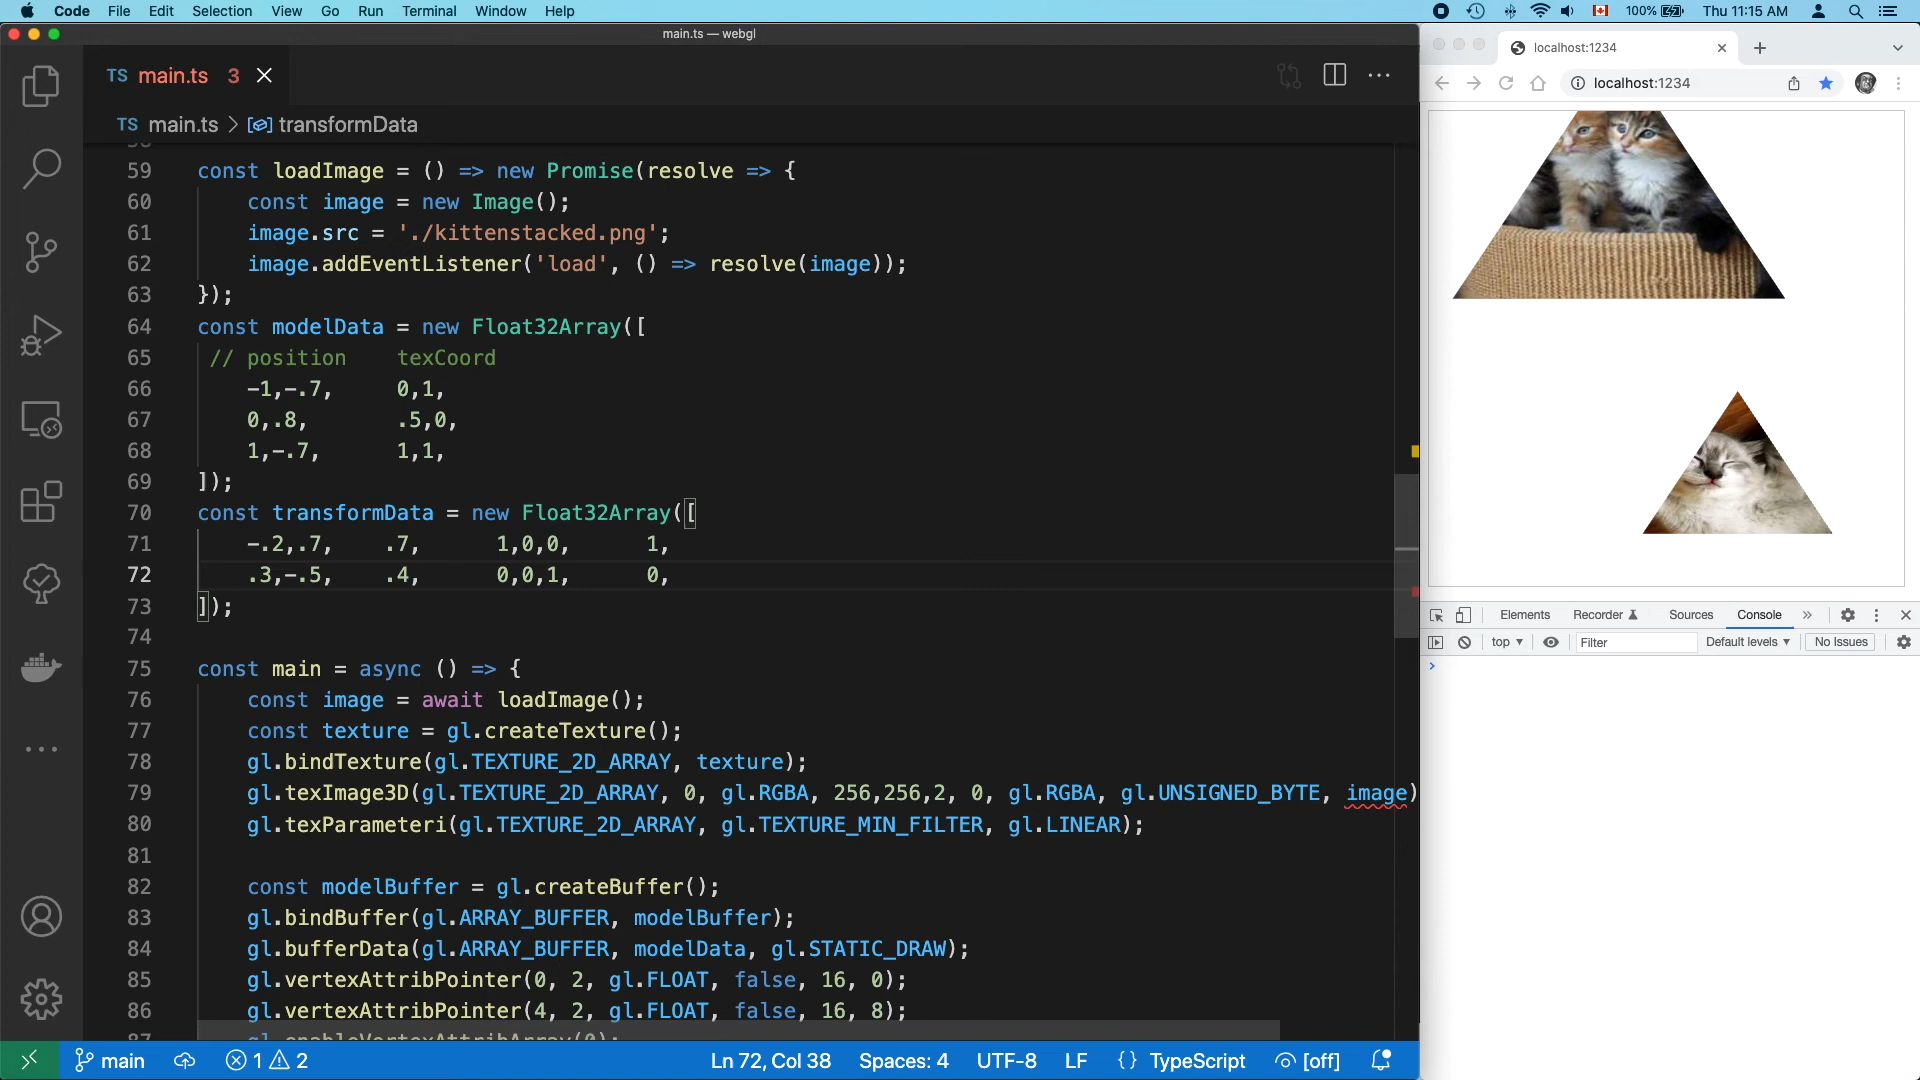 Code File Edit Selection View Go Run Terminal Window Help 100% Thu 11:15 AM
main.ts — webgl
TS main.ts 3
TS main.ts > transformData
59 const loadImage = () => new Promise(resolve => {
60 const image = new Image();
61 image.src = './kittenstacked.png';
62 image.addEventListener('load', () => resolve(image));
63 });
64 const modelData = new Float32Array([
65 // position texCoord
66 -1,-.7, 0,1,
67 0,.8, .5,0,
68 1,-.7, 1,1,
69 ]);
70 const transformData = new Float32Array([
71 -.2,.7, .7, 1,0,0, 1,
72 .3,-.5, .4, 0,0,1, 0,
73 ]);
74
75 const main = async () => {
76 const image = await loadImage();
77 const texture = gl.createTexture();
78 gl.bindTexture(gl.TEXTURE_2D_ARRAY, texture);
79 gl.texImage3D(gl.TEXTURE_2D_ARRAY, 0, gl.RGBA, 256,256,2, 0, gl.RGBA, gl.UNSIGNED_BYTE, image)
80 gl.texParameteri(gl.TEXTURE_2D_ARRAY, gl.TEXTURE_MIN_FILTER, gl.LINEAR);
81
82 const modelBuffer = gl.createBuffer();
83 gl.bindBuffer(gl.ARRAY_BUFFER, modelBuffer);
84 gl.bufferData(gl.ARRAY_BUFFER, modelData, gl.STATIC_DRAW);
85 gl.vertexAttribPointer(0, 2, gl.FLOAT, false, 16, 0);
86 gl.vertexAttribPointer(4, 2, gl.FLOAT, false, 16, 8);
main 1 2 Ln 72, Col 38 Spaces: 4 UTF-8 LF {} TypeScript [off]
localhost:1234
localhost:1234
Elements Recorder Sources Console »
top Filter Default levels No Issues